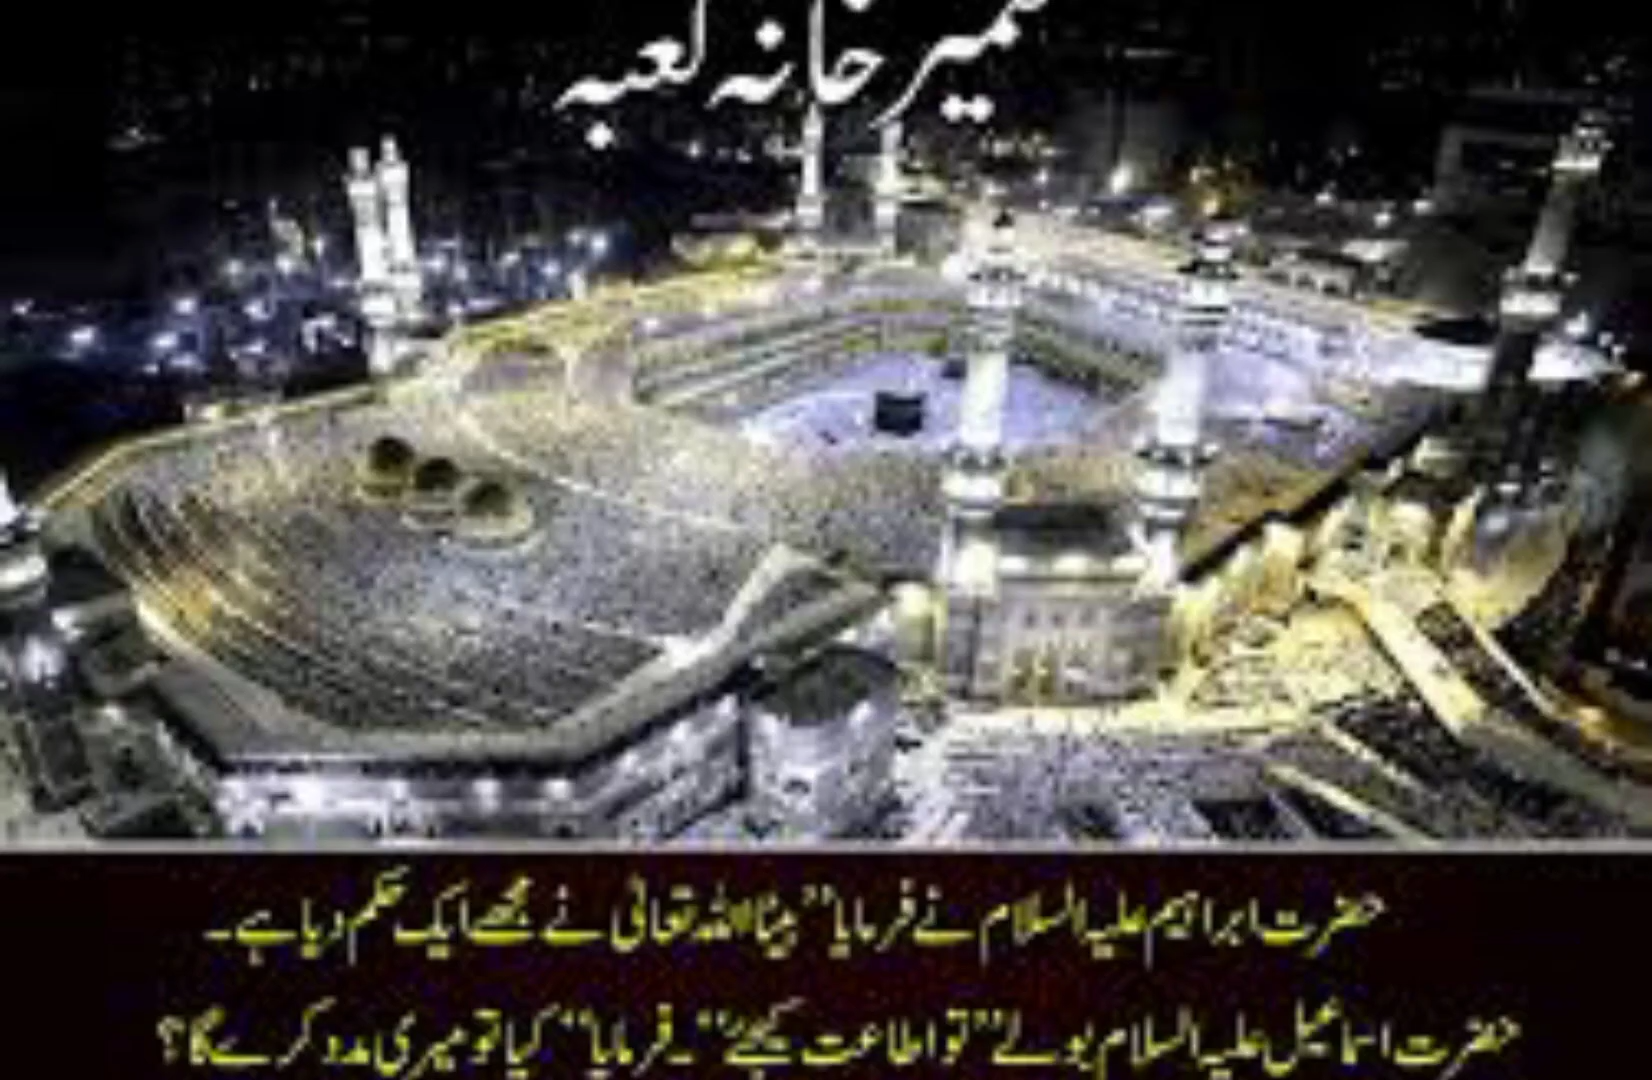 تعمیر خانہ کعبہ
حضرت ابراہیم علیہ السلام نے فرمایا ’’بیٹا اللہ تعالیٰ نے مجھے ایک حکم دیا ہے۔
حضرت اسماعیل علیہ السلام بولے ’’تو اطاعت کیجئے‘‘۔ فرمایا ’’کیا تو میری مدد کرے گا؟